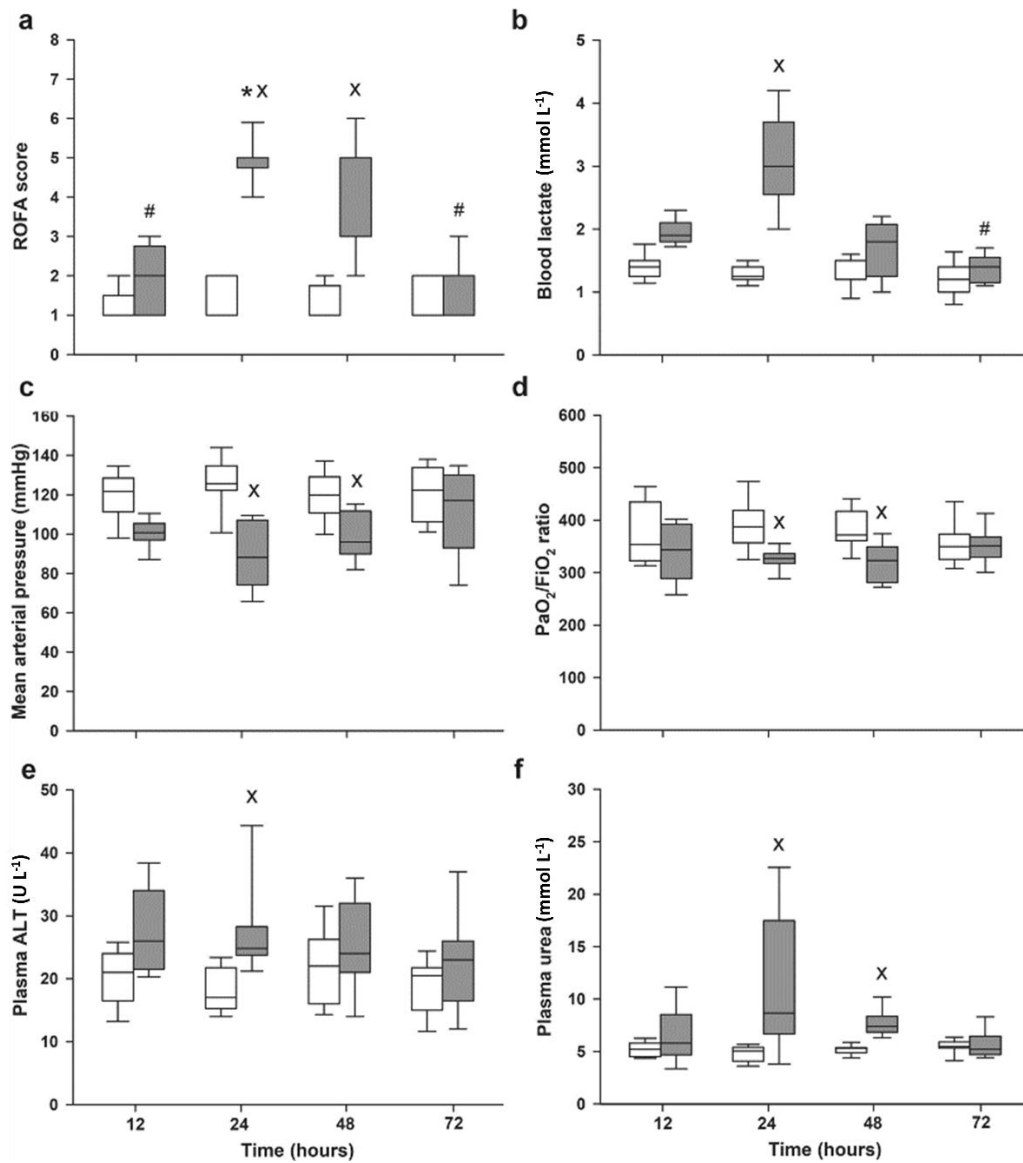 a
ROFA score
8
7
6
5
4
3
2
1
0
#
* X
X
#
b
Blood lactate (mmol L-1)
5
4
3
2
1
0
X
#
c
Mean arterial pressure (mmHg)
160
140
120
100
80
60
40
20
0
X
X
d
PaO2/FiO2 ratio
600
500
400
300
200
100
0
X
X
e
Plasma ALT (U L-1)
50
40
30
20
10
0
X
12
24
48
72
Time (hours)
f
Plasma urea (mmol L-1)
30
25
20
15
10
5
0
X
X
12
24
48
72
Time (hours)